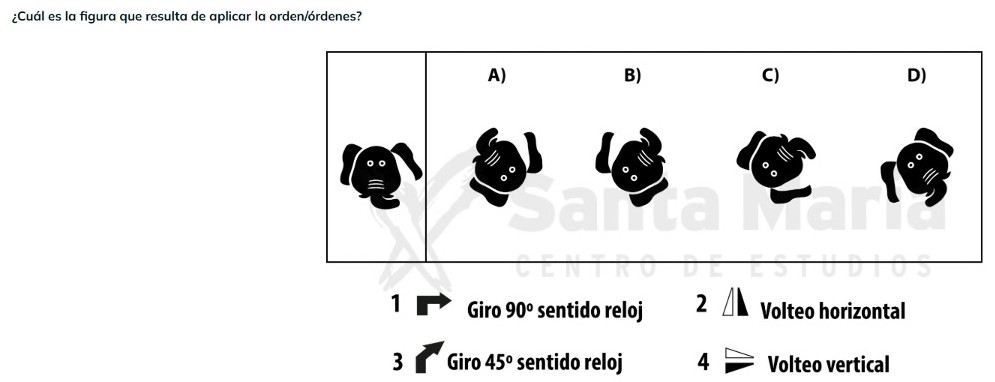 ¿Cuál es la figura que resulta de aplicar la orden/órdenes?
A) B) C) D)
Santa María
CENTRO DE ESTUDIOS
1 Giro 90º sentido reloj 2 Volteo horizontal
3 Giro 45º sentido reloj 4 Volteo vertical